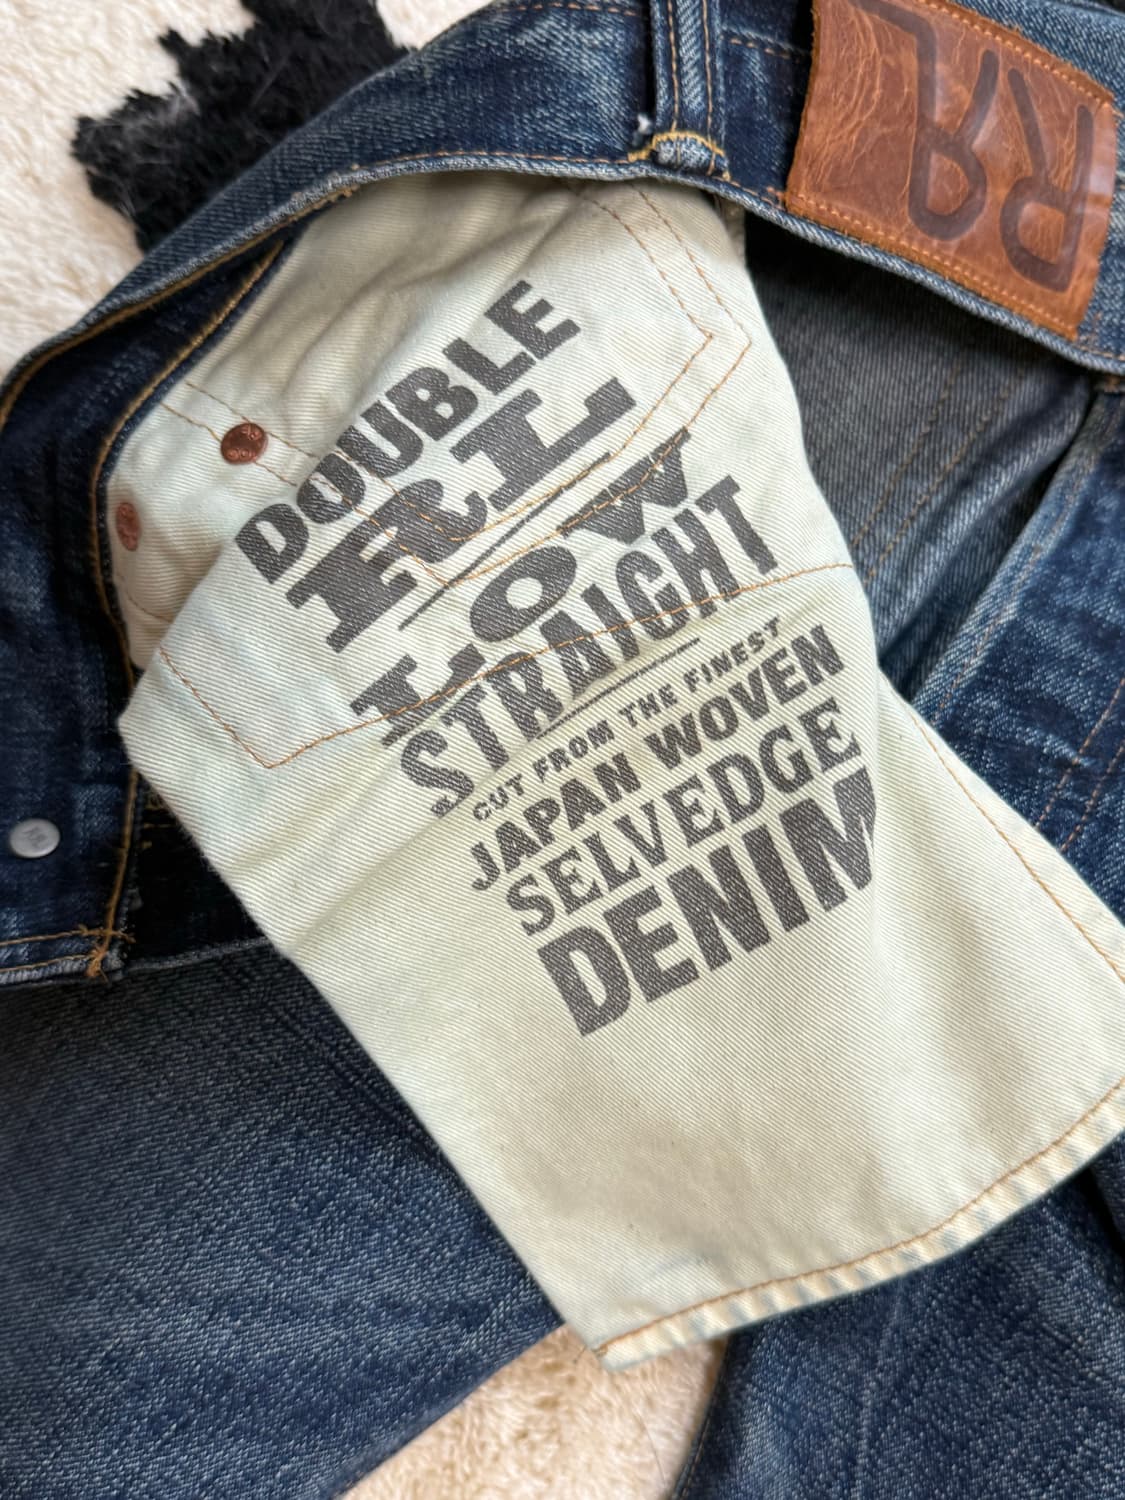 DOUBLE
RL
LOW
STRAIGHT
CUT FROM THE FINEST
JAPAN WOVEN
SELVEDGE
DENIM
RRL